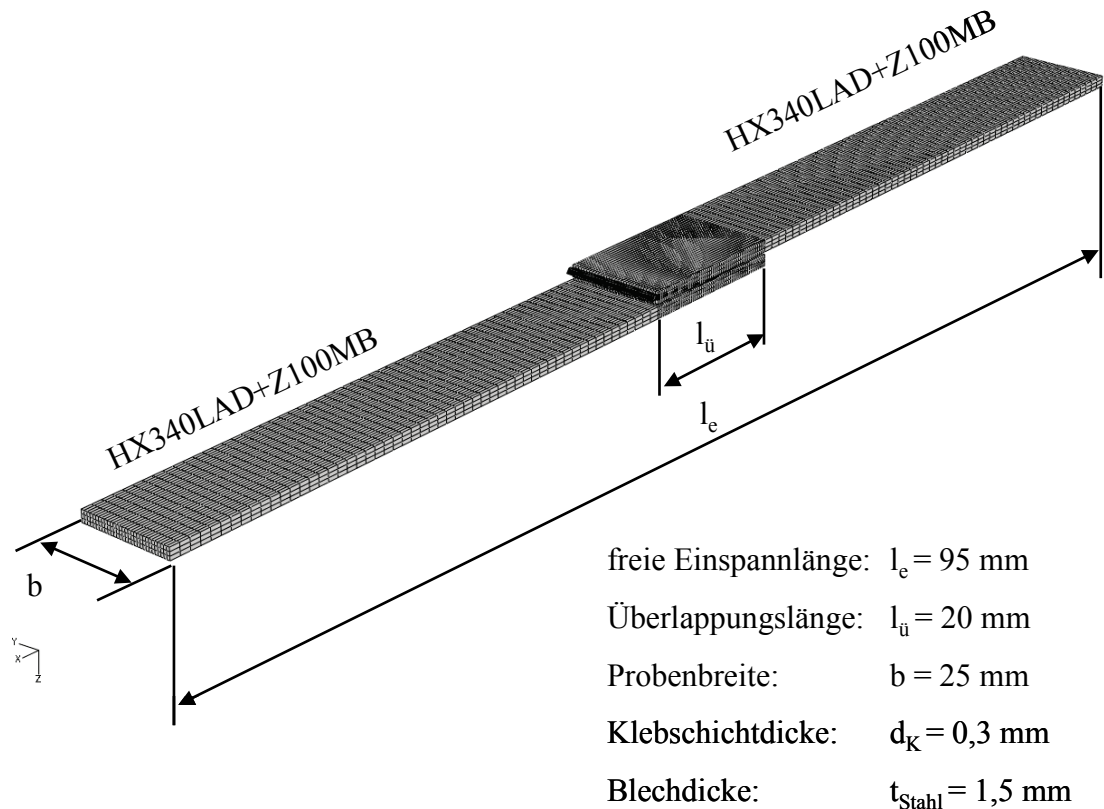 HX340LAD+Z100MB
HX340LAD+Z100MB
lü
le
b
Y
X
Z
freie Einspannlänge: le = 95 mm
Überlappungslänge: lü = 20 mm
Probenbreite: b = 25 mm
Klebschichtdicke: dK = 0,3 mm
Blechdicke: tStahl = 1,5 mm